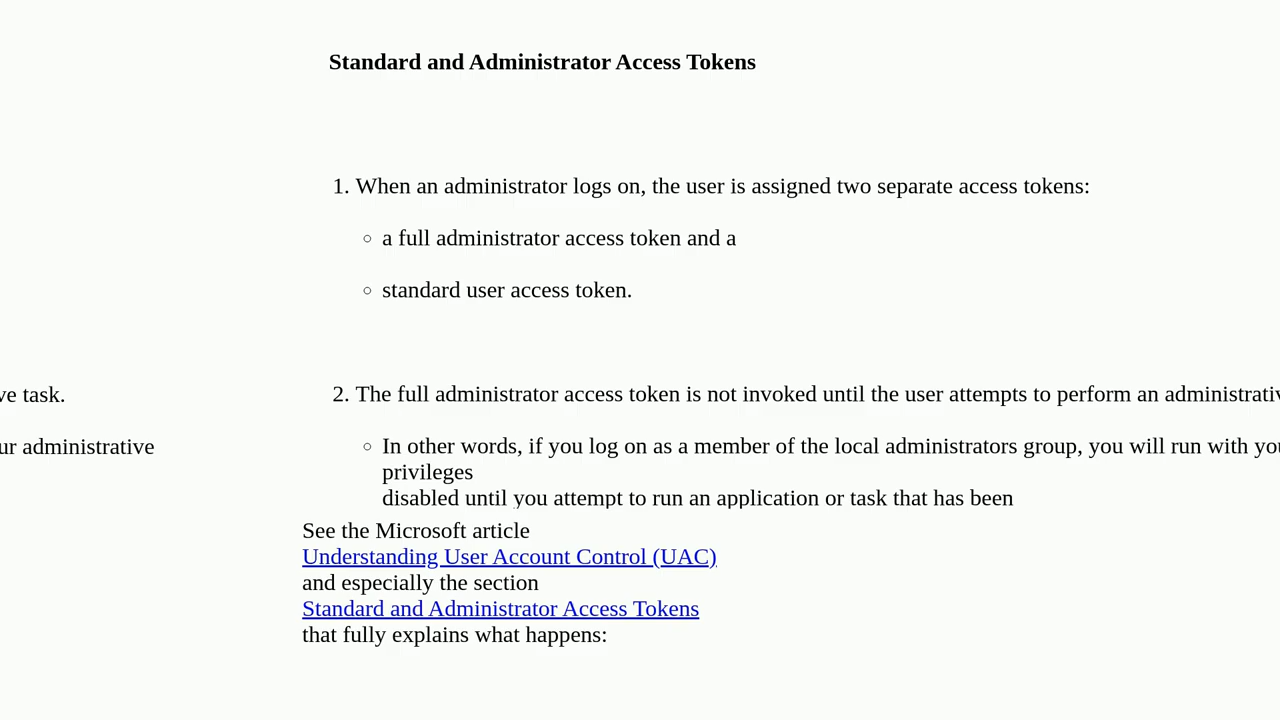 Standard and Administrator Access Tokens
1. When an administrator logs on, the user is assigned two separate access tokens:
◦ a full administrator access token and a
◦ standard user access token.
ve task.
2. The full administrator access token is not invoked until the user attempts to perform an administrativ
ur administrative
◦ In other words, if you log on as a member of the local administrators group, you will run with you
privileges
disabled until you attempt to run an application or task that has been
See the Microsoft article
Understanding User Account Control (UAC)
and especially the section
Standard and Administrator Access Tokens
that fully explains what happens: